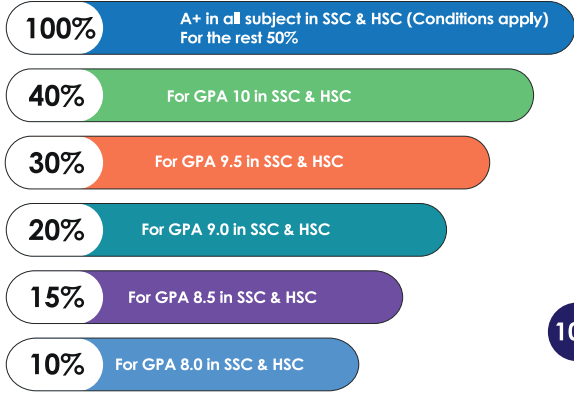 100%
A+ in all subject in SSC & HSC (Conditions apply)
For the rest 50%
40%
For GPA 10 in SSC & HSC
30%
For GPA 9.5 in SSC & HSC
20%
For GPA 9.0 in SSC & HSC
15%
For GPA 8.5 in SSC & HSC
10%
For GPA 8.0 in SSC & HSC